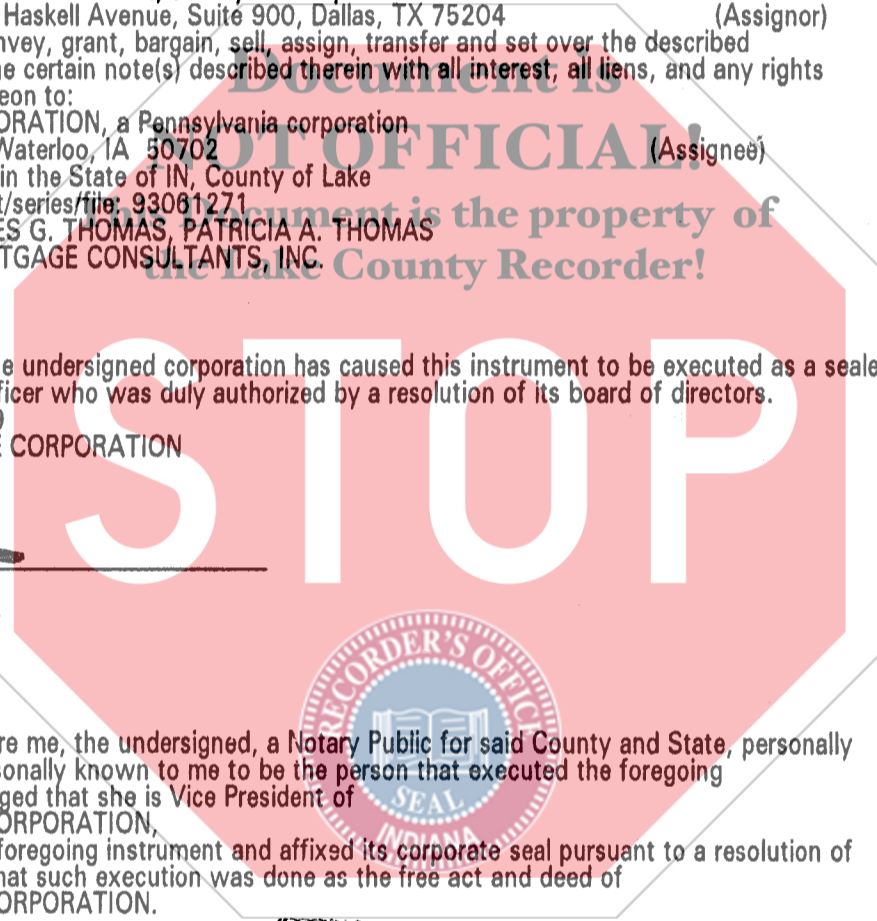 Haskell Avenue, Suite 900, Dallas, TX 75204 (Assignor)
nvey, grant, bargain, sell, assign, transfer and set over the described
e certain note(s) described therein with all interest, all liens, and any rights
eon to:
ORATION, a Pennsylvania corporation
Waterloo, IA 50702 (Assignee)
in the State of IN, County of Lake
t/series/file: 93061271
ES G. THOMAS, PATRICIA A. THOMAS
TGAGE CONSULTANTS, INC.
Document is
NOT OFFICIAL!
This Document is the property of
the Lake County Recorder!
e undersigned corporation has caused this instrument to be executed as a seale
ficer who was duly authorized by a resolution of its board of directors.
CORPORATION
STOP
RECORDER'S OFFICE
SEAL
INDIANA
re me, the undersigned, a Notary Public for said County and State, personally
sonally known to me to be the person that executed the foregoing
ged that she is Vice President of
ORPORATION,
foregoing instrument and affixed its corporate seal pursuant to a resolution of
hat such execution was done as the free act and deed of
ORPORATION.